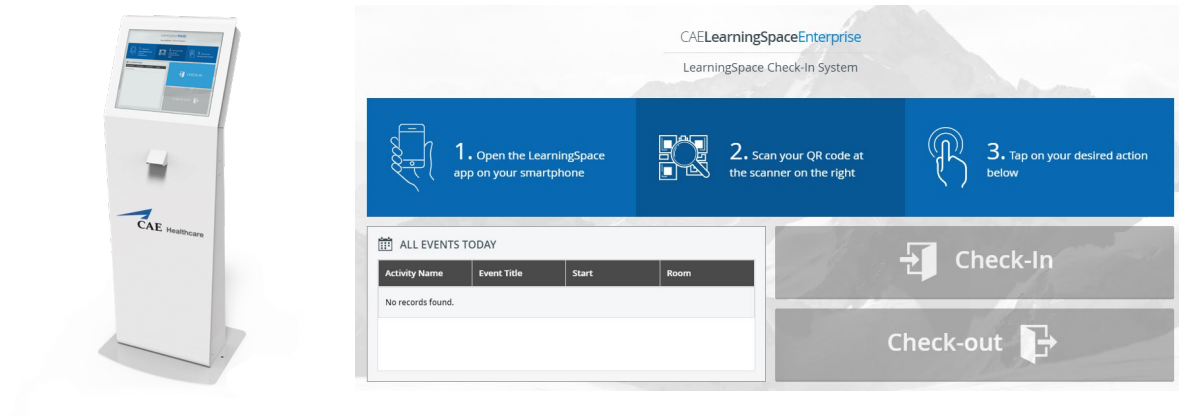 CAE Healthcare
CAELearningSpaceEnterprise
LearningSpace Check-In System
1. Open the LearningSpace
app on your smartphone
2. Scan your QR code at
the scanner on the right
3. Tap on your desired action
below
ALL EVENTS TODAY
Activity Name Event Title Start Room
No records found.
Check-In
Check-out